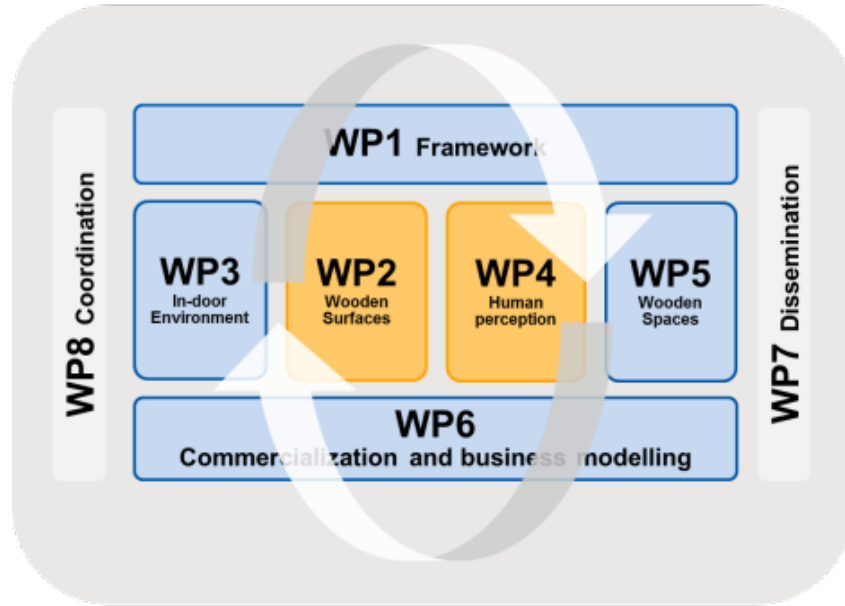 WP1 Framework
WP8 Coordination
WP3
In-door
Environment
WP2
Wooden
Surfaces
WP4
Human
perception
WP5
Wooden
Spaces
WP7 Dissemination
WP6
Commercialization and business modelling